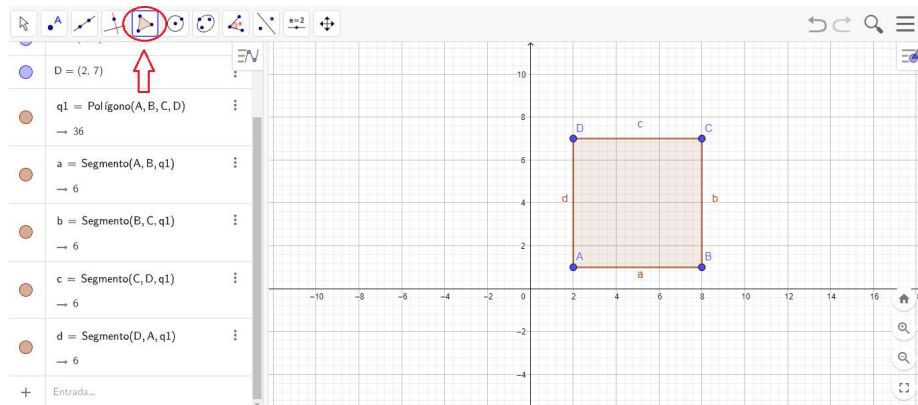 A
a=2
D = (2, 7)
q1 = Polígono(A, B, C, D)
→ 36
a = Segmento(A, B, q1)
→ 6
b = Segmento(B, C, q1)
→ 6
c = Segmento(C, D, q1)
→ 6
d = Segmento(D, A, q1)
→ 6
+ Entrada...
10
8
6
4
2
−2
−4
−10 −8 −6 −4 −2 0 2 4 6 8 10 12 14 16
D c C
d b
A B
a